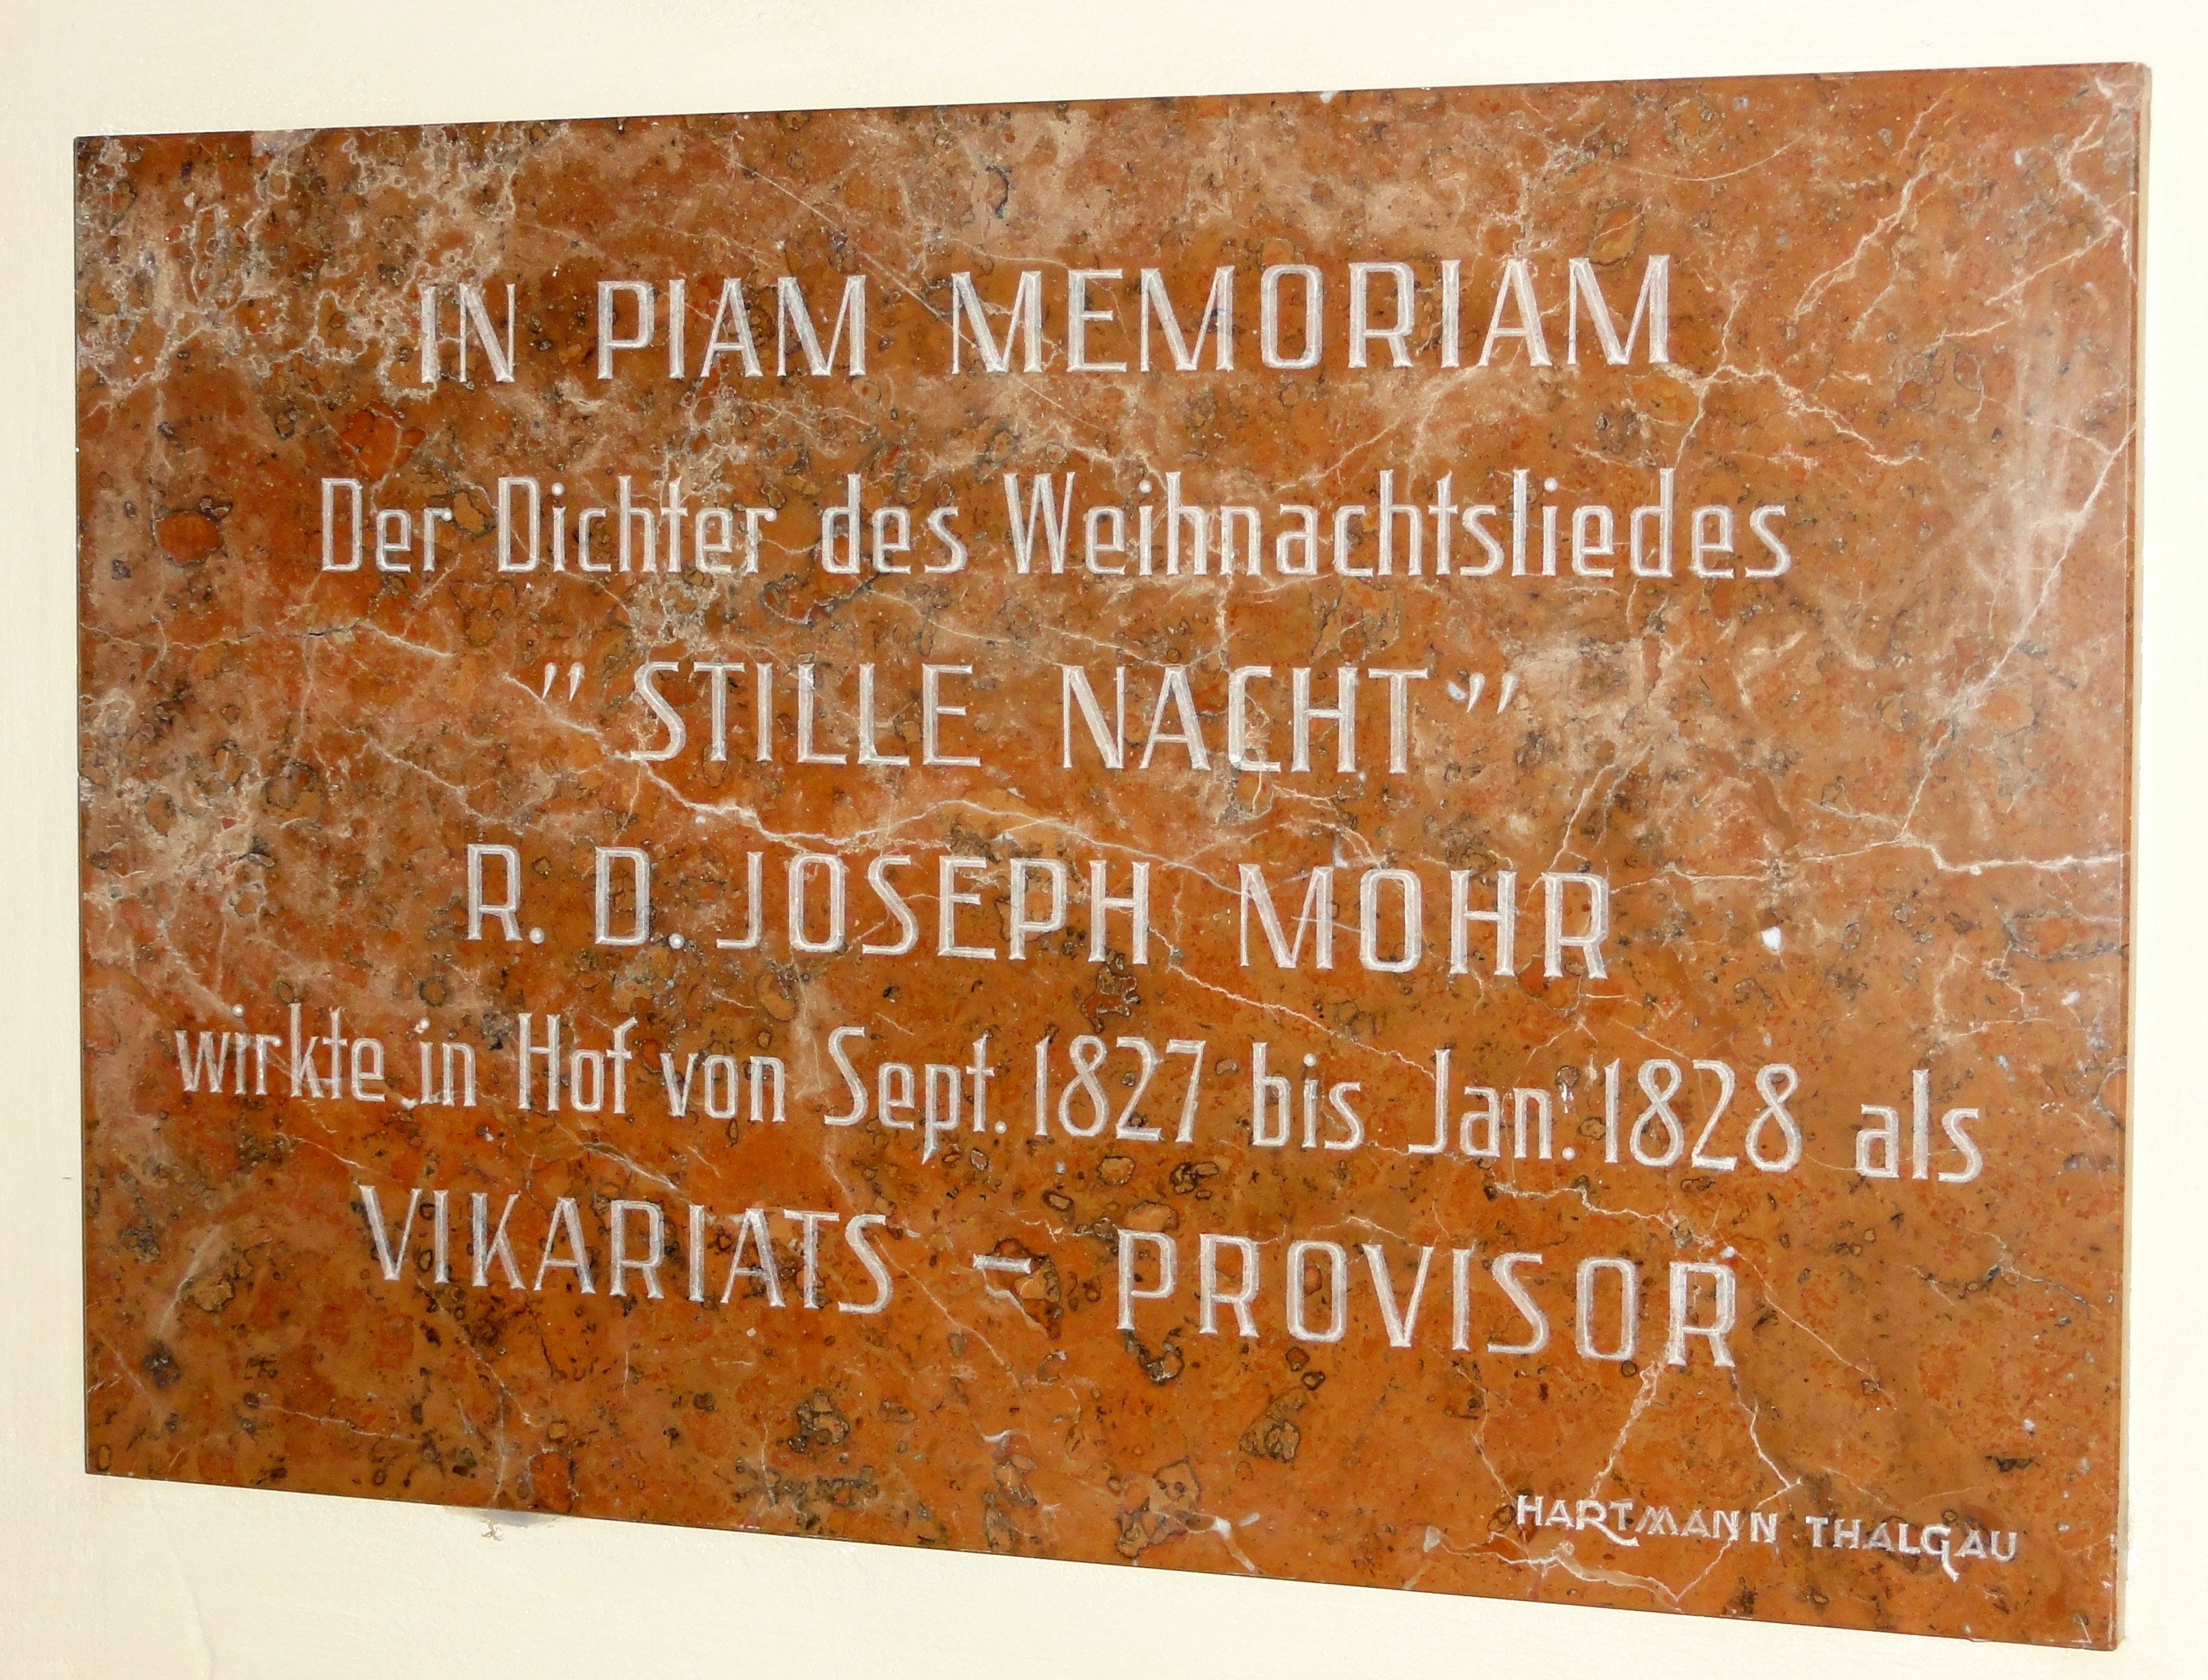 IN PIAM MEMORIAM
Der Dichter des Weihnachtsliedes
"STILLE NACHT"
R. D. JOSEPH MOHR
wirkte in Hof von Sept. 1827 bis Jan. 1828 als
VIKARIATS – PROVISOR
HARTMANN THALGAU